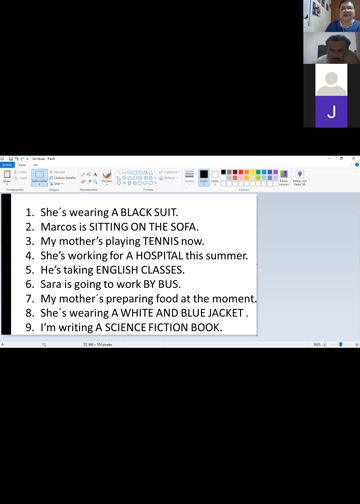 J
1. She´s wearing A BLACK SUIT.
2. Marcos is SITTING ON THE SOFA.
3. My mother's playing TENNIS now.
4. She's working for A HOSPITAL this summer.
5. He's taking ENGLISH CLASSES.
6. Sara is going to work BY BUS.
7. My mother´s preparing food at the moment.
8. She´s wearing A WHITE AND BLUE JACKET .
9. I'm writing A SCIENCE FICTION BOOK.
100%